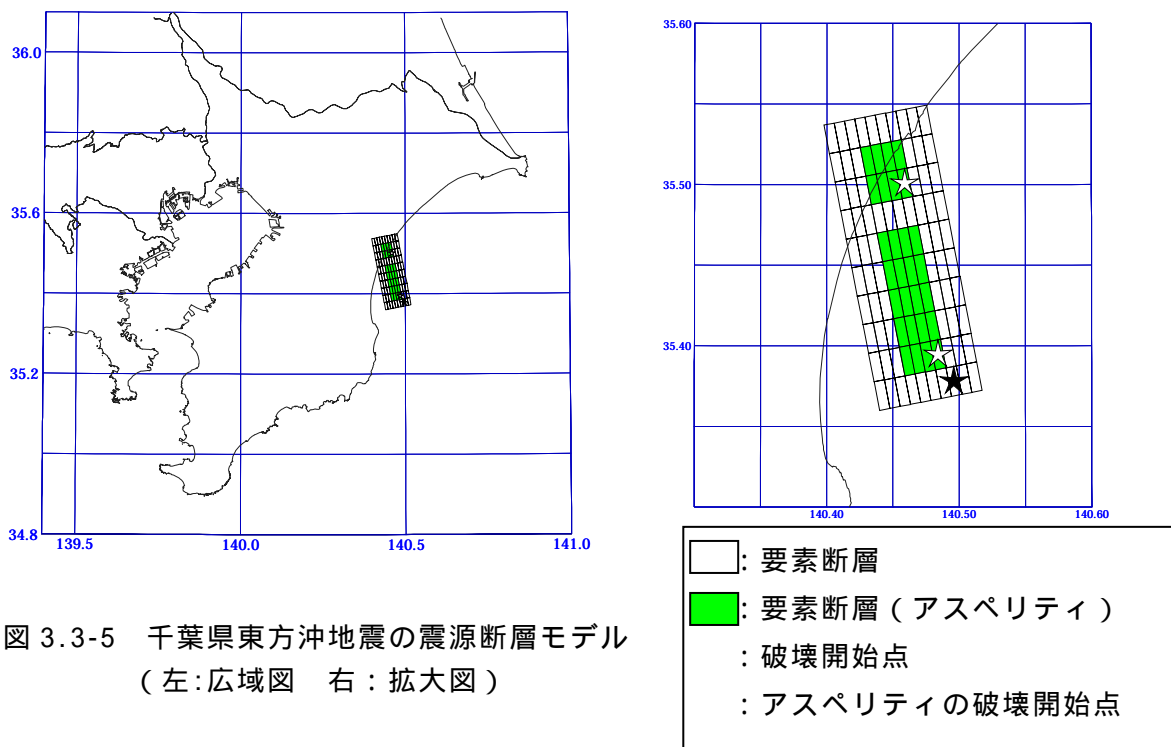 36.0
35.6
35.2
34.8
139.5 140.0 140.5 141.0
35.60
35.50
35.40
140.40 140.50 140.60
: 要素断層
: 要素断層（アスペリティ）
: 破壊開始点
: アスペリティの破壊開始点
図 3.3-5 千葉県東方沖地震の震源断層モデル
（左:広域図 右：拡大図）